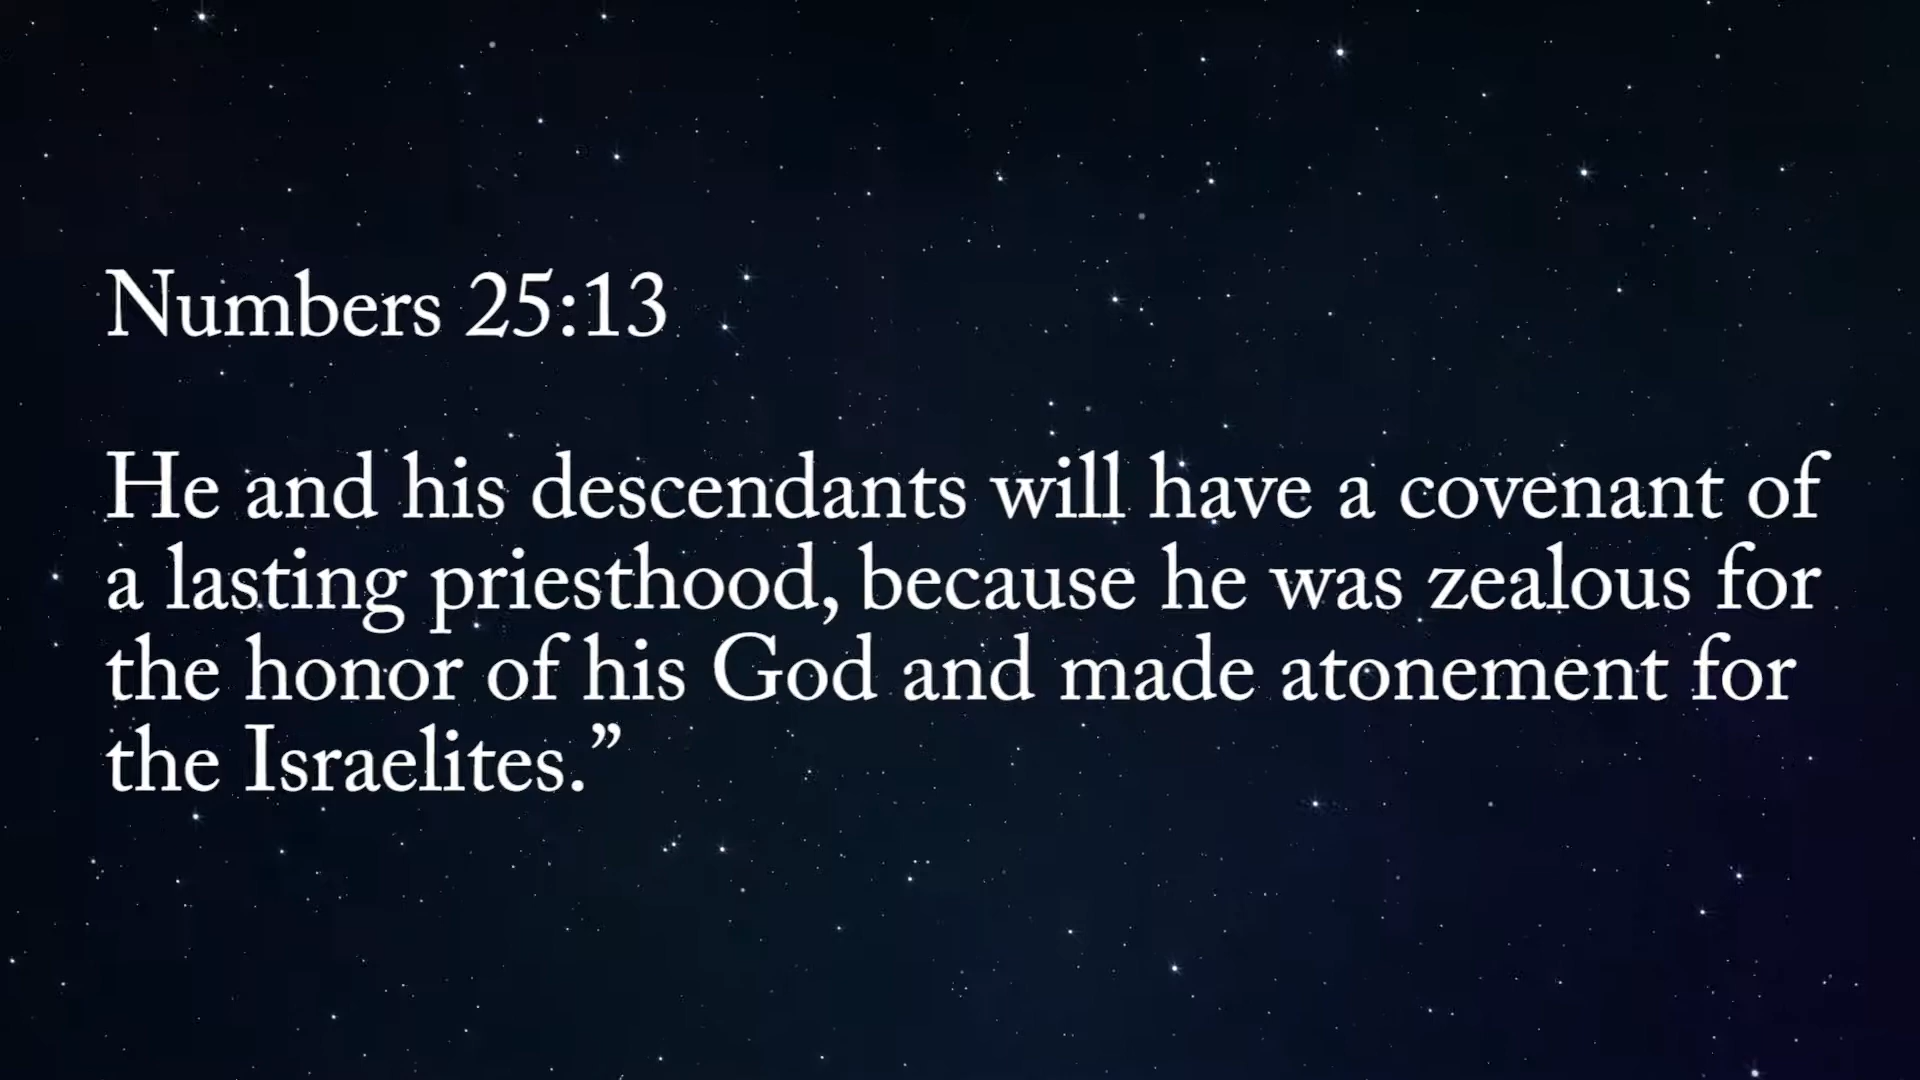 Numbers 25:13
He and his descendants will have a covenant of
a lasting priesthood, because he was zealous for
the honor of his God and made atonement for
the Israelites.”